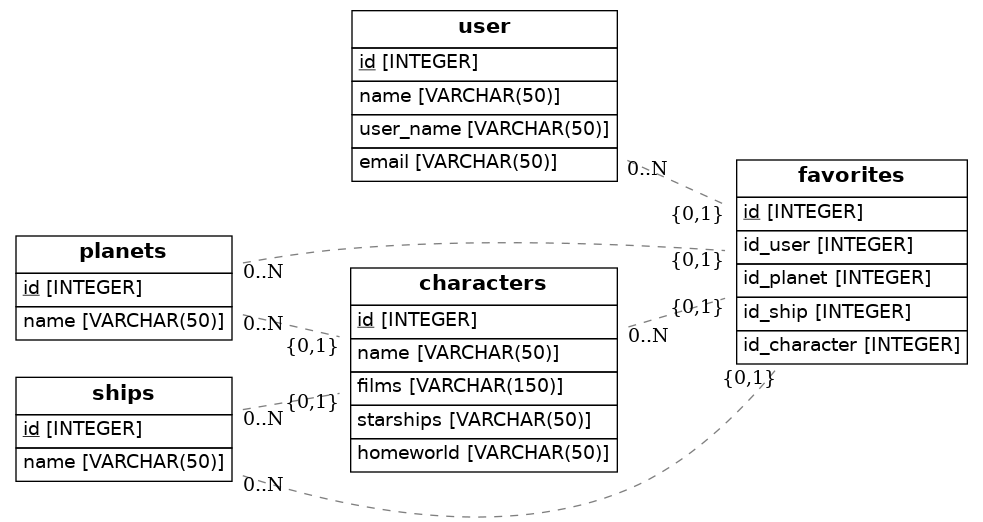 user
id [INTEGER]
name [VARCHAR(50)]
user_name [VARCHAR(50)]
email [VARCHAR(50)]
0..N
{0,1}
favorites
id [INTEGER]
id_user [INTEGER]
id_planet [INTEGER]
id_ship [INTEGER]
id_character [INTEGER]
planets
id [INTEGER]
name [VARCHAR(50)]
0..N
{0,1}
0..N
{0,1}
characters
id [INTEGER]
name [VARCHAR(50)]
films [VARCHAR(150)]
starships [VARCHAR(50)]
homeworld [VARCHAR(50)]
{0,1}
0..N
ships
id [INTEGER]
name [VARCHAR(50)]
0..N
{0,1}
0..N
{0,1}